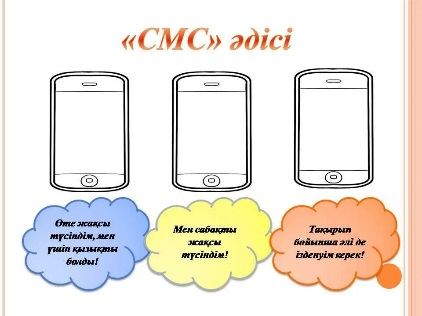 «СМС» әдісі
Өте жақсы
түсіндім, мен
үшін қызықты
болды!
Мен сабақты
жақсы
түсіндім!
Тақырып
бойынша әлі де
ізденуім керек!